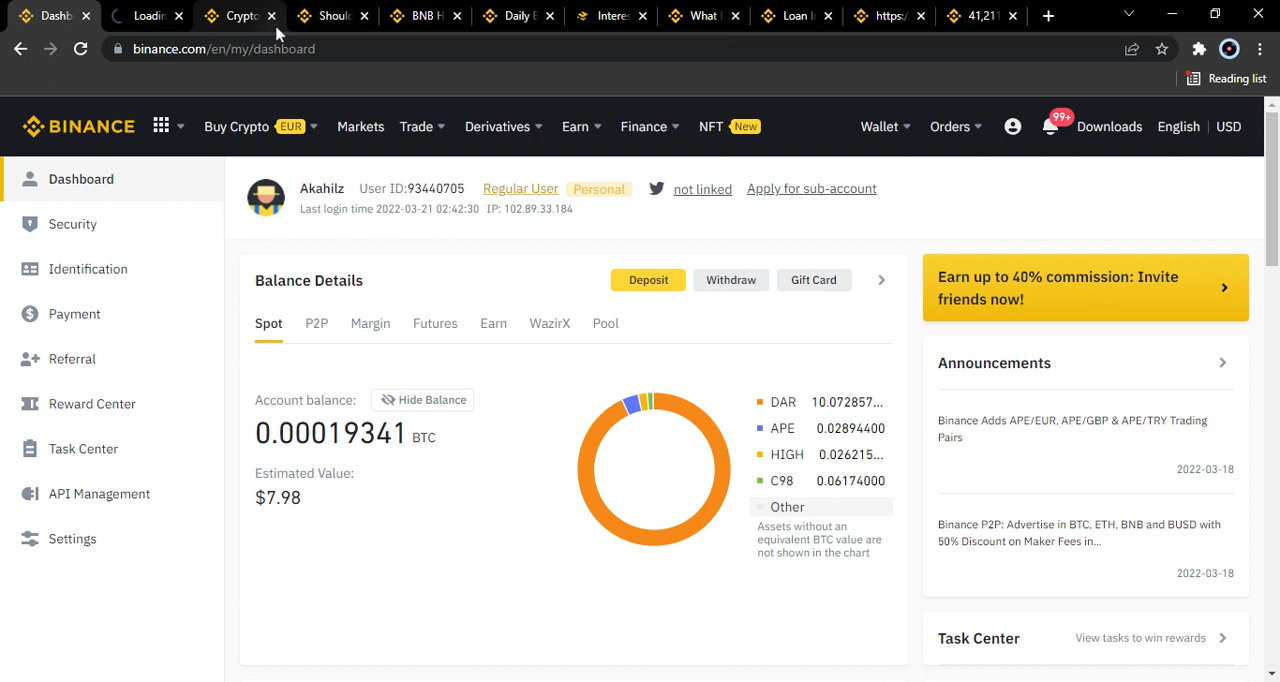 Dashb
Loadin
Crypto
Shoul
BNB H
Daily B
Interes
What I
Loan I
https:/
41,211
binance.com/en/my/dashboard
Reading list
BINANCE
Buy Crypto EUR
Markets
Trade
Derivatives
Earn
Finance
NFT New
Wallet
Orders
99+
Downloads
English
USD
Dashboard
Security
Identification
Payment
Referral
Reward Center
Task Center
API Management
Settings
Akahilz User ID:93440705 Regular User Personal not linked Apply for sub-account
Last login time 2022-03-21 02:42:30 IP: 102.89.33.184
Balance Details
Deposit
Withdraw
Gift Card
Spot
P2P
Margin
Futures
Earn
WazirX
Pool
Account balance:
Hide Balance
0.00019341 BTC
Estimated Value:
$7.98
DAR 10.072857...
APE 0.02894400
HIGH 0.026215...
C98 0.06174000
Other
Assets without an
equivalent BTC value are
not shown in the chart
Earn up to 40% commission: Invite
friends now!
Announcements
Binance Adds APE/EUR, APE/GBP & APE/TRY Trading
Pairs
2022-03-18
Binance P2P: Advertise in BTC, ETH, BNB and BUSD with
50% Discount on Maker Fees in...
2022-03-18
Task Center
View tasks to win rewards